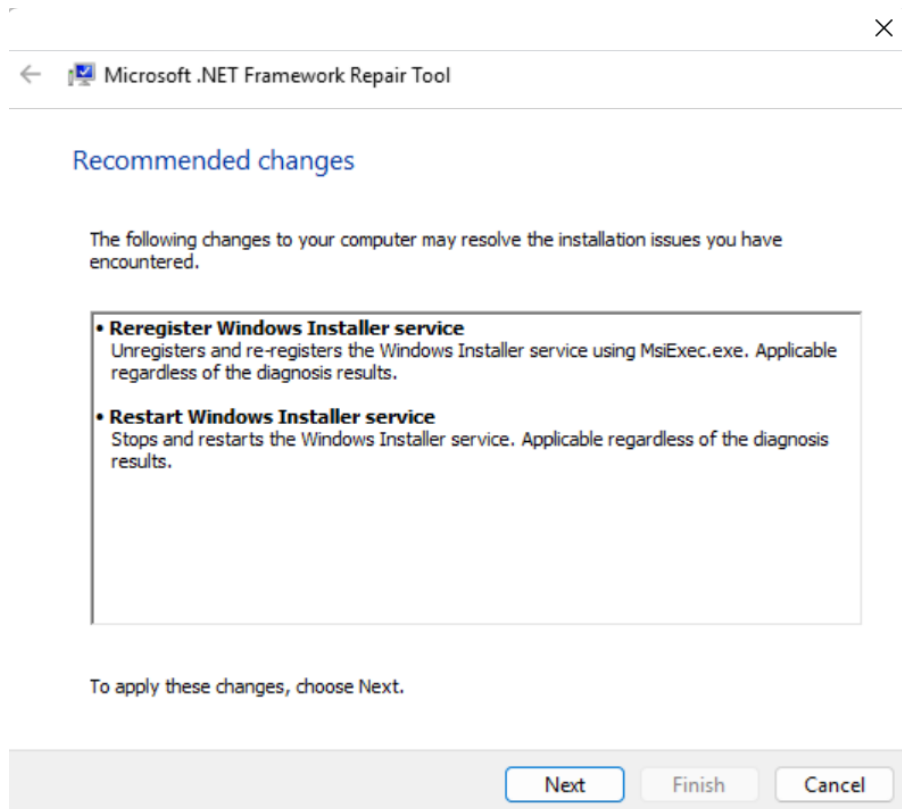 Microsoft .NET Framework Repair Tool
Recommended changes
The following changes to your computer may resolve the installation issues you have
encountered.
• Reregister Windows Installer service
Unregisters and re-registers the Windows Installer service using MsiExec.exe. Applicable
regardless of the diagnosis results.
• Restart Windows Installer service
Stops and restarts the Windows Installer service. Applicable regardless of the diagnosis
results.
To apply these changes, choose Next.
Next Finish Cancel